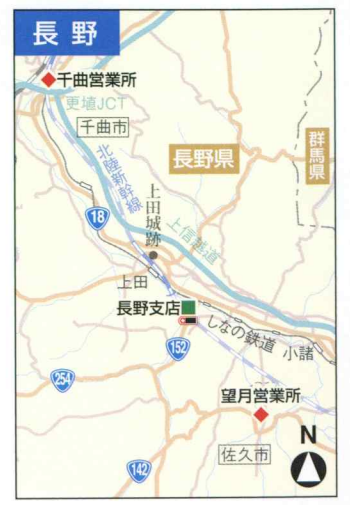 長野
千曲営業所
更埴JCT
千曲市
北陸新幹線
長野県
群馬県
18
上田城跡
上信越道
上田
長野支店
しなの鉄道
小諸
152
254
望月営業所
N
佐久市
142